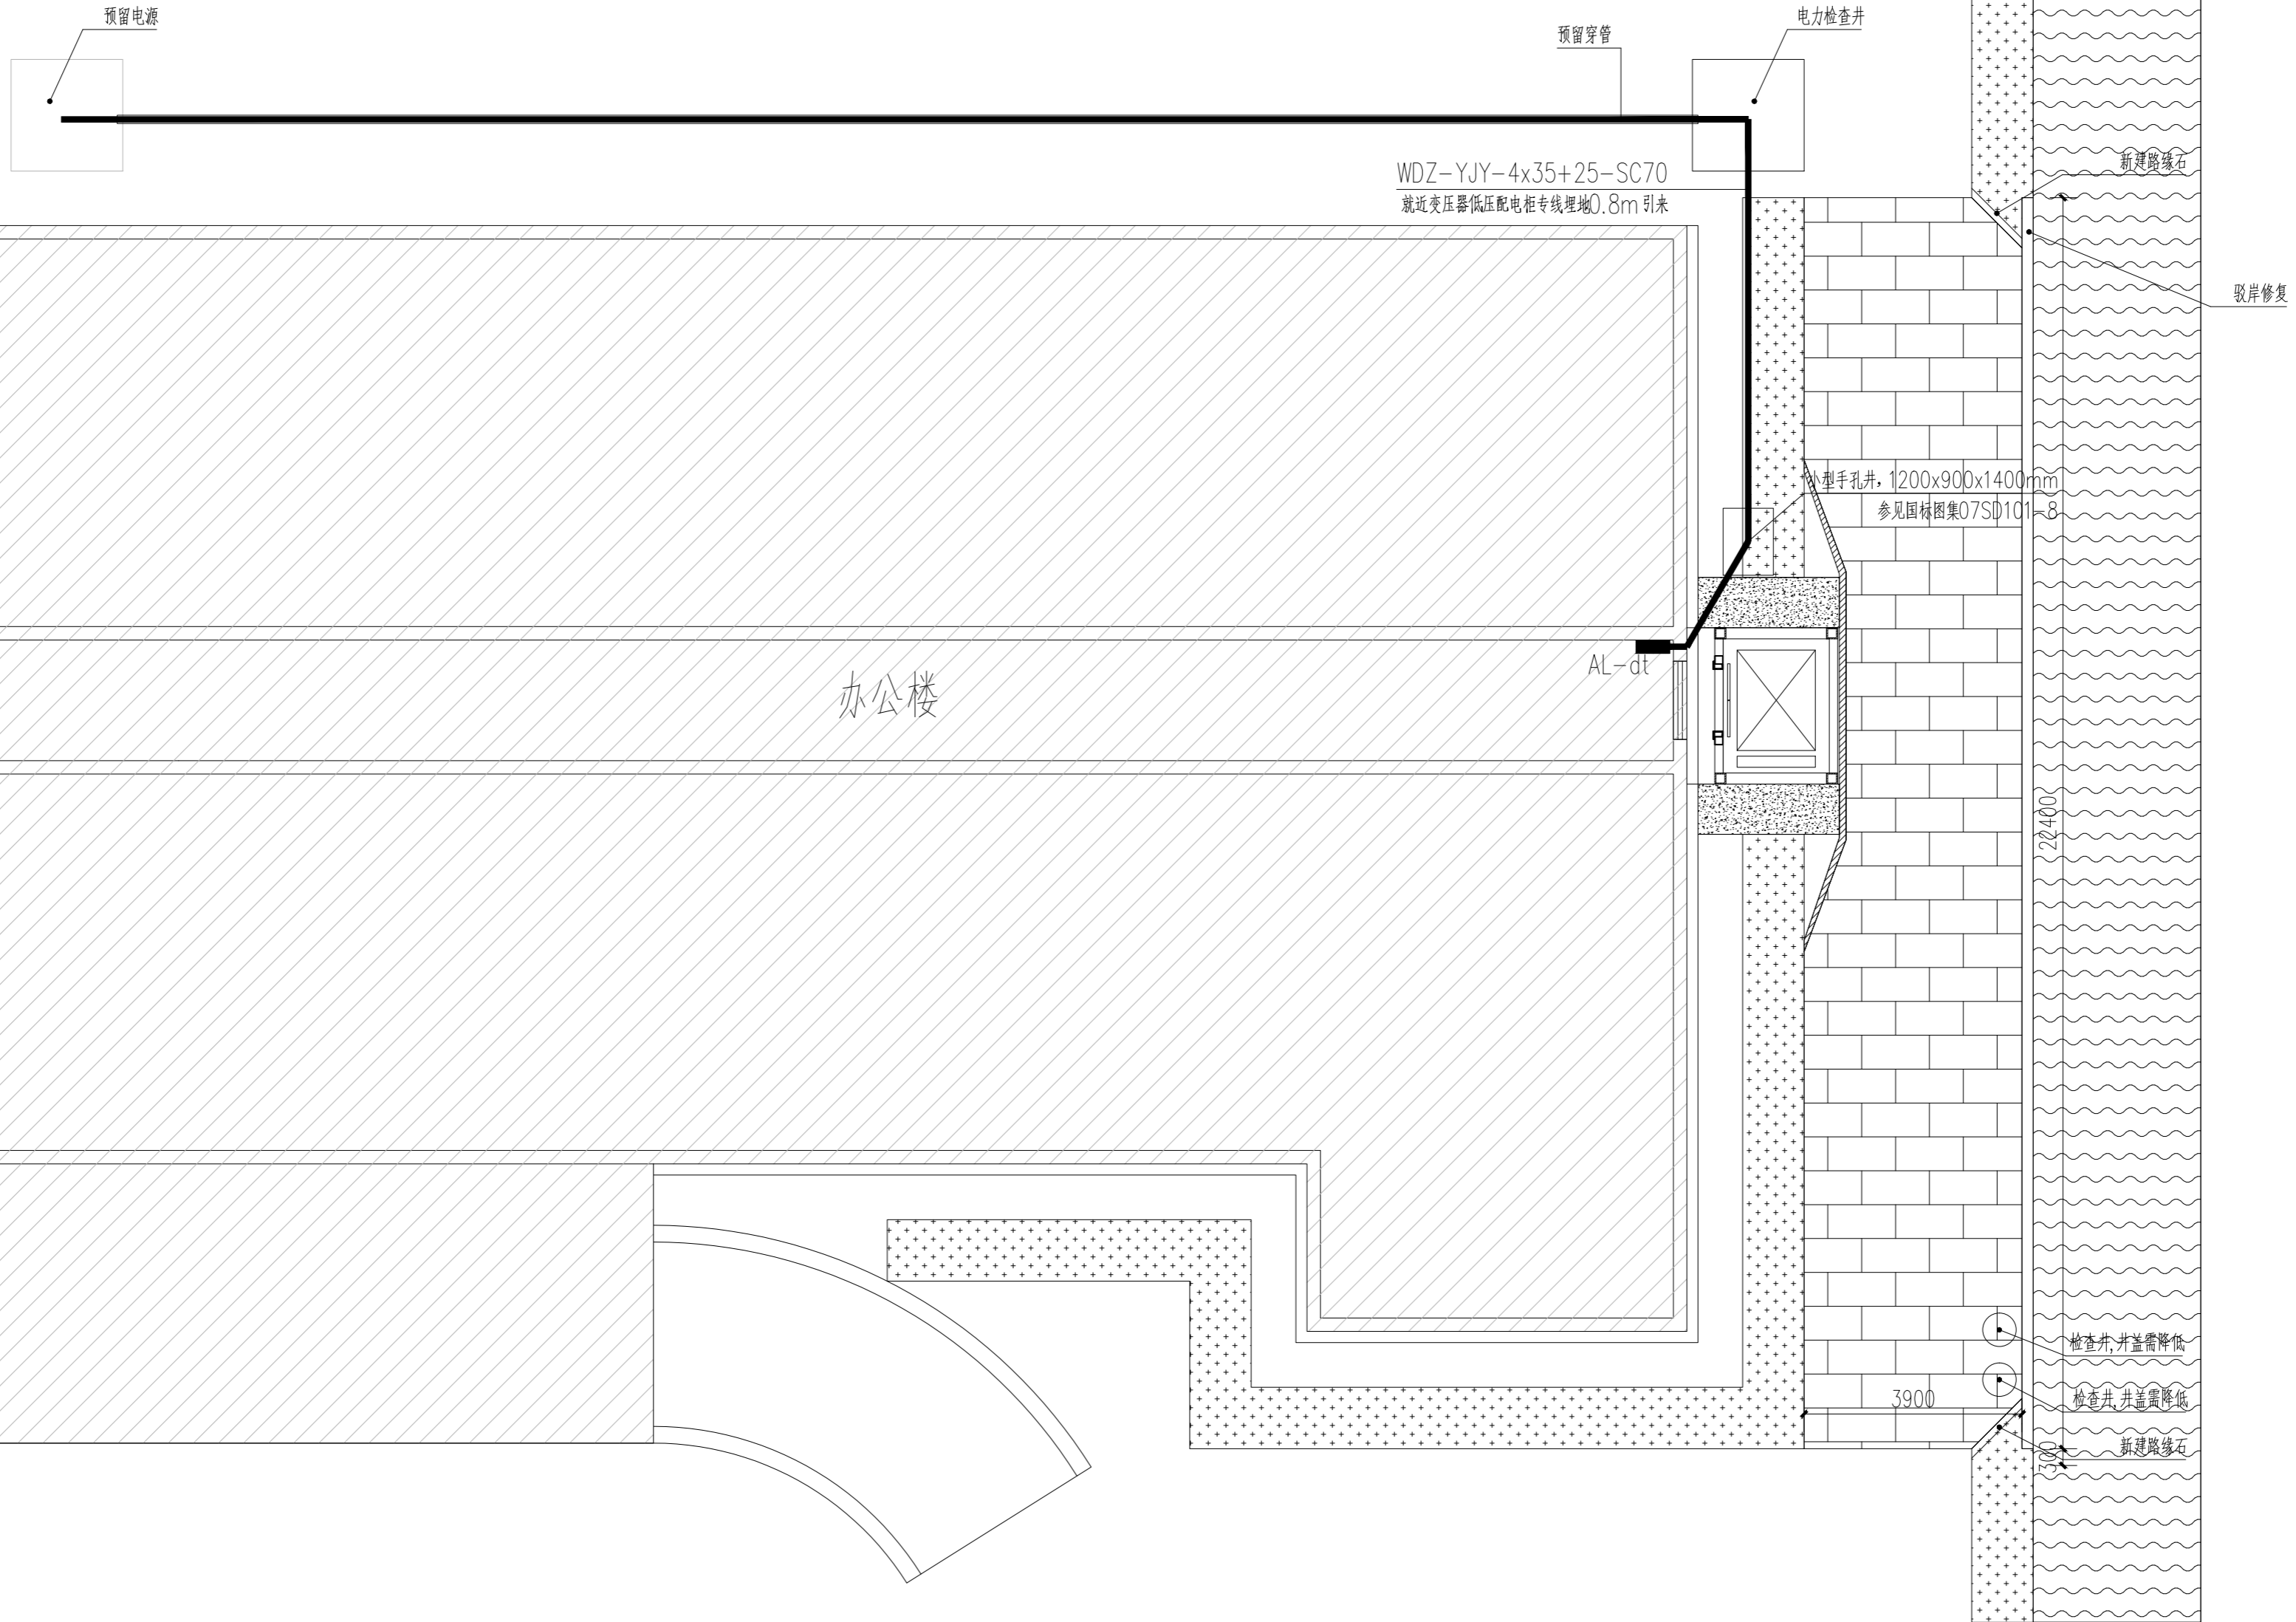 预留电源
预留穿管
电力检查井
WDZ-YJY-4x35+25-SC70
就近变压器低压配电柜专线埋地0.8m引来
新建路缘石
驳岸修复
小型手孔井，1200x900x1400mm
参见国标图集07SD101-8
AL-dt
办公楼
22400
检查井,井盖需降低
3900
检查井,井盖需降低
新建路缘石
300